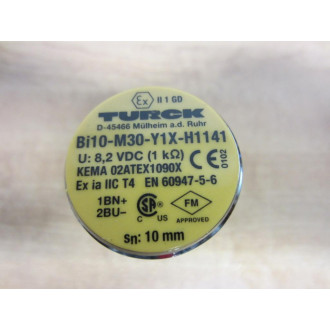 Ex II 1 GD
TURCK
D-45466 Mülheim a.d. Ruhr
Bi10-M30-Y1X-H1141
U: 8,2 VDC (1 kΩ)
KEMA 02ATEX1090X
CE 0102
Ex ia IIC T4 EN 60947-5-6
1BN+
2BU–
C SA US
FM APPROVED
sn: 10 mm